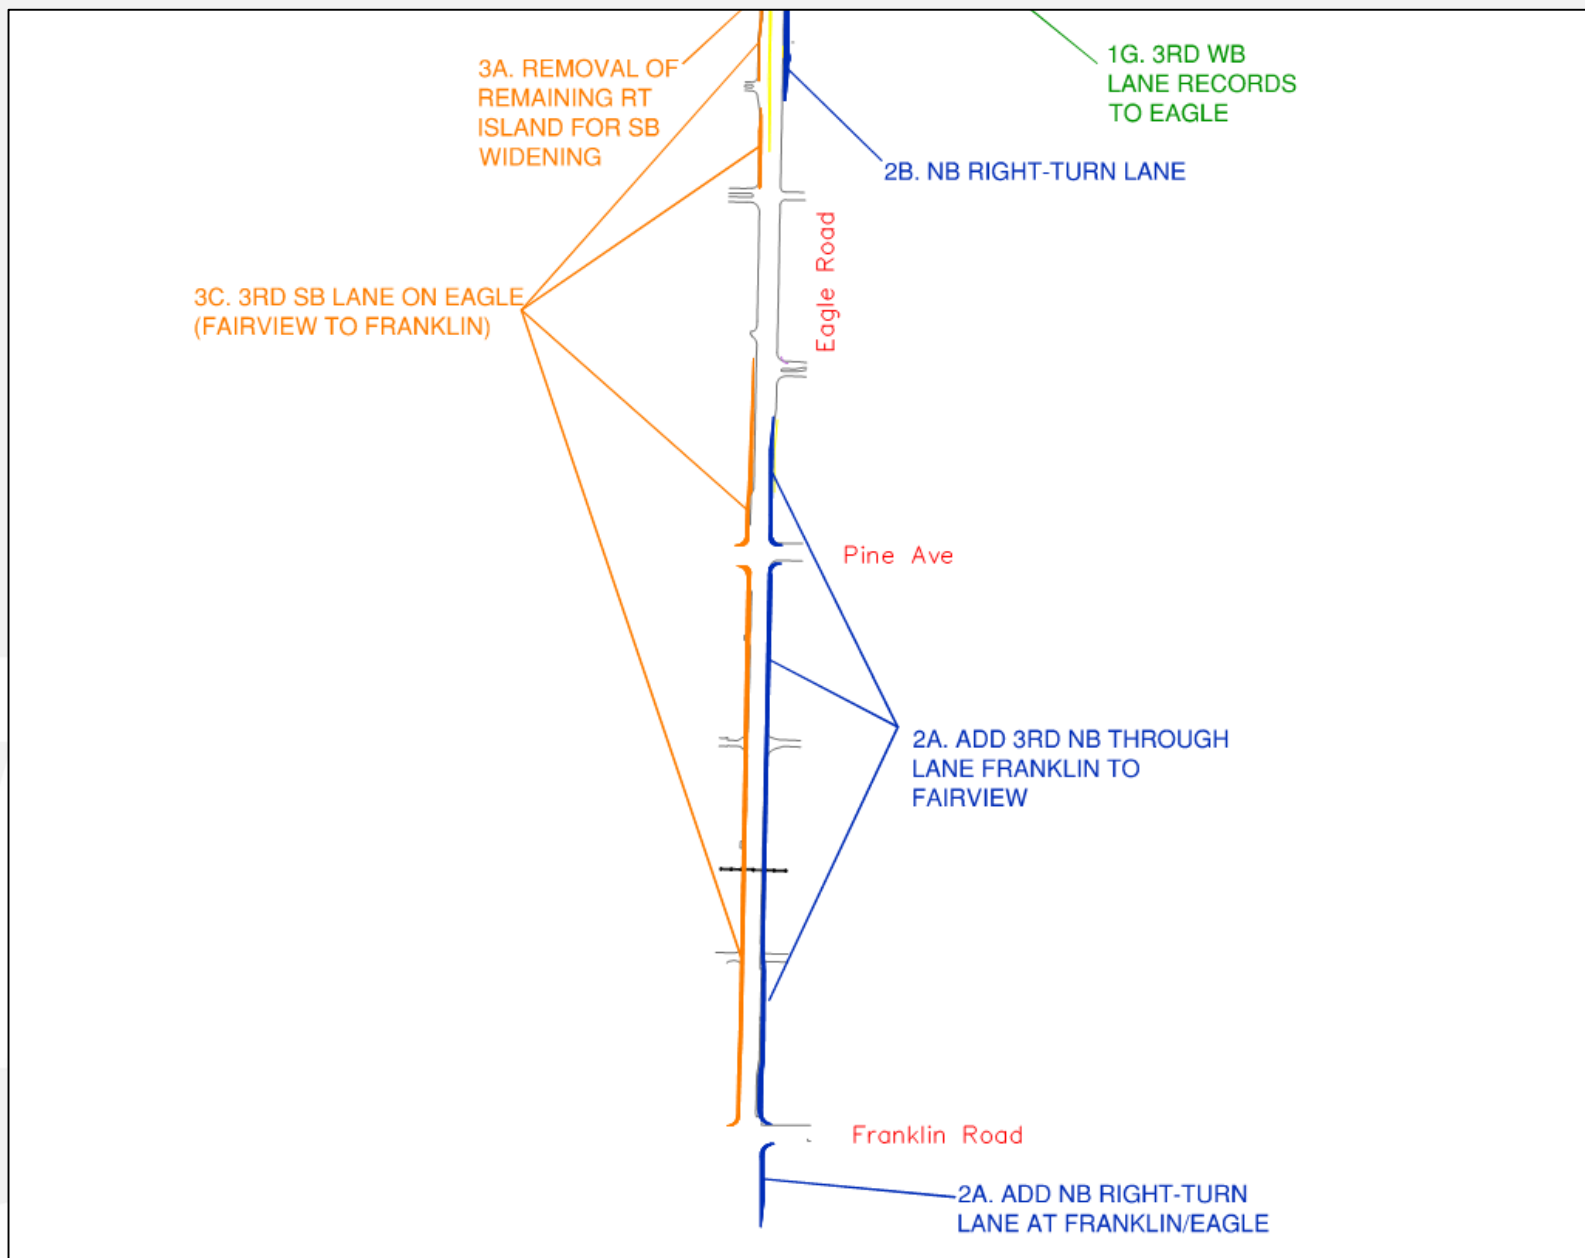 3A. REMOVAL OF
REMAINING RT
ISLAND FOR SB
WIDENING
1G. 3RD WB
LANE RECORDS
TO EAGLE
2B. NB RIGHT-TURN LANE
Eagle Road
3C. 3RD SB LANE ON EAGLE
(FAIRVIEW TO FRANKLIN)
Pine Ave
2A. ADD 3RD NB THROUGH
LANE FRANKLIN TO
FAIRVIEW
Franklin Road
2A. ADD NB RIGHT-TURN
LANE AT FRANKLIN/EAGLE